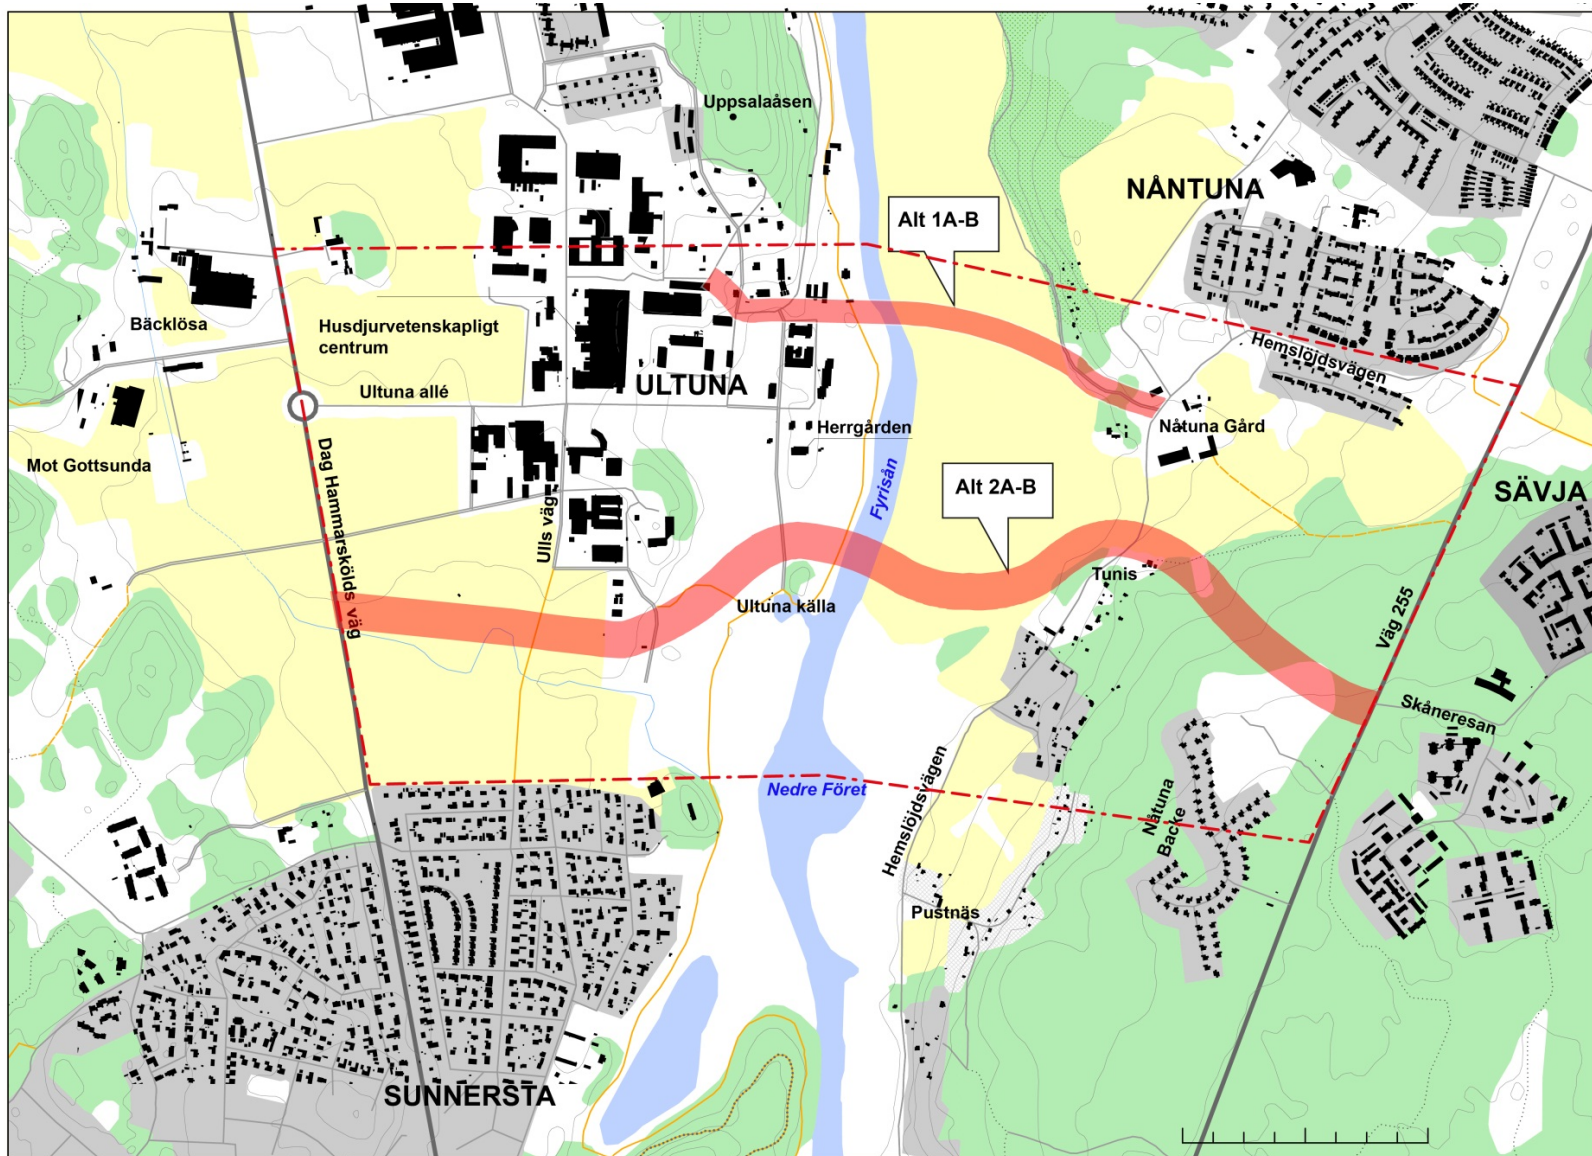 Uppsalaåsen
NÅNTUNA
Alt 1A-B
Bäcklösa
Husdjurvetenskapligt
centrum
Hemslöjdsvägen
Ultuna allé
ULTUNA
Herrgården
Nåtuna Gård
Mot Gottsunda
Dag Hammarskölds väg
Ulls väg
Fyrisån
Alt 2A-B
SÄVJA
Tunis
Ultuna källa
Väg 255
Skåneresan
Nedre Föret
Hemslöjdsvägen
Nåtuna
Backe
Pustnäs
SUNNERSTA